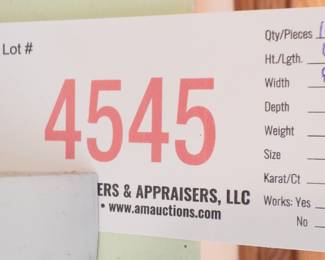 Lot #
4545
ERS & APPRAISERS, LLC
• www.amauctions.com
Qty/Pieces
Ht./Lgth.
Width
Depth
Weight
Size
Karat/Ct
Works: Yes
No